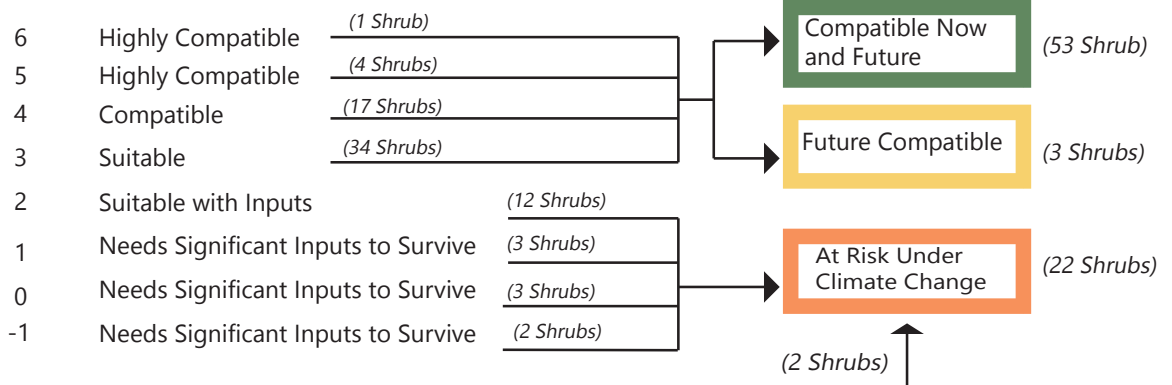 6 Highly Compatible (1 Shrub)
5 Highly Compatible (4 Shrubs)
4 Compatible (17 Shrubs)
3 Suitable (34 Shrubs)
2 Suitable with Inputs (12 Shrubs)
1 Needs Significant Inputs to Survive (3 Shrubs)
0 Needs Significant Inputs to Survive (3 Shrubs)
-1 Needs Significant Inputs to Survive (2 Shrubs)
Compatible Now
and Future
(53 Shrub)
Future Compatible
(3 Shrubs)
At Risk Under
Climate Change
(22 Shrubs)
(2 Shrubs)